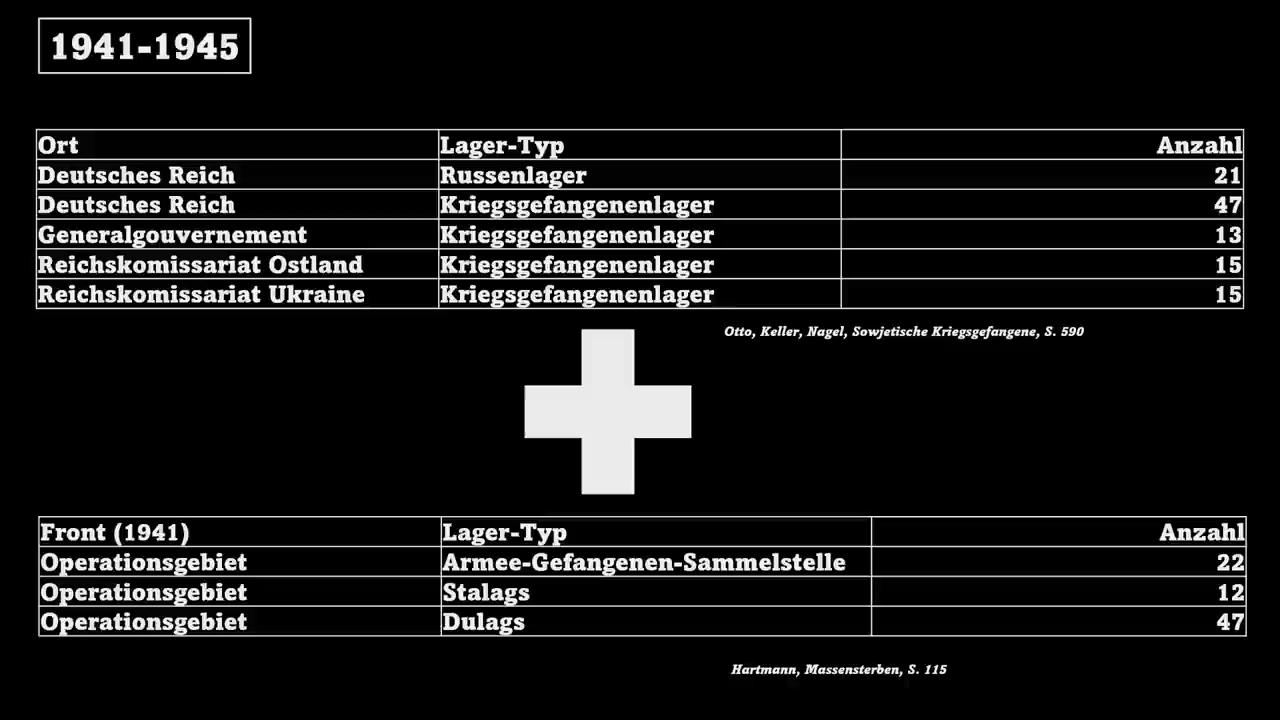 1941-1945
Ort Lager-Typ Anzahl
Deutsches Reich Russenlager 21
Deutsches Reich Kriegsgefangenenlager 47
Generalgouvernement Kriegsgefangenenlager 13
Reichskomissariat Ostland Kriegsgefangenenlager 15
Reichskomissariat Ukraine Kriegsgefangenenlager 15
Otto, Keller, Nagel, Sowjetische Kriegsgefangene, S. 590
Front (1941) Lager-Typ Anzahl
Operationsgebiet Armee-Gefangenen-Sammelstelle 22
Operationsgebiet Stalags 12
Operationsgebiet Dulags 47
Hartmann, Massensterben, S. 115